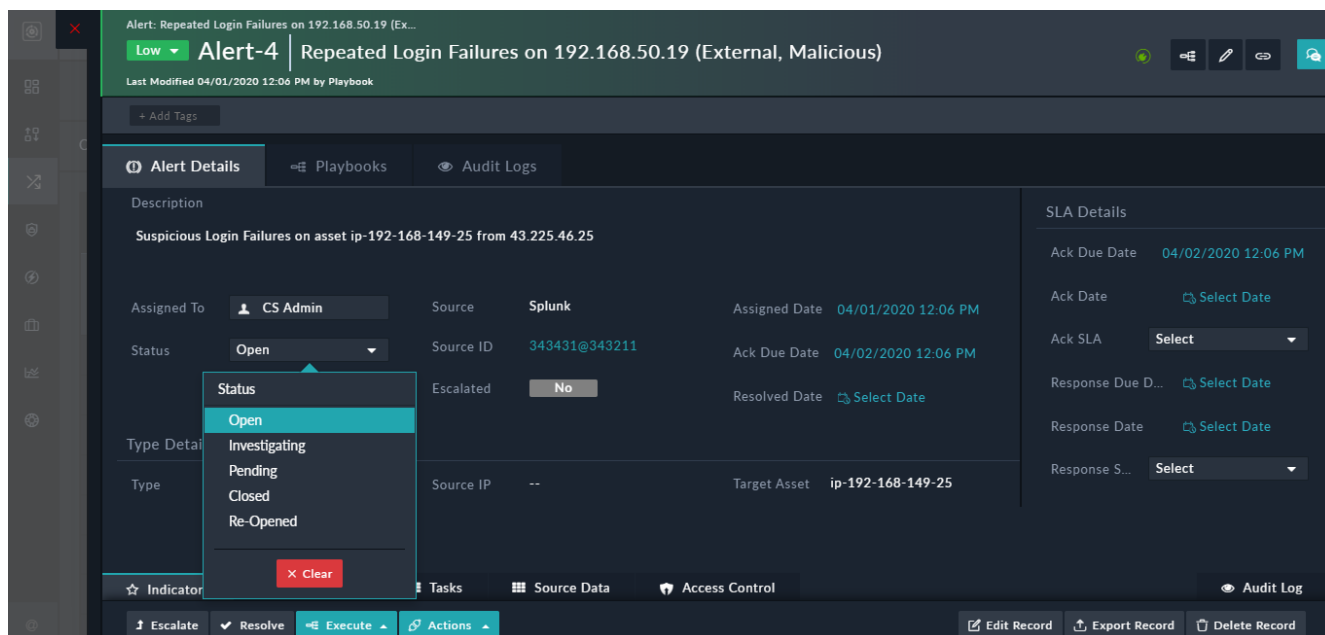 Alert: Repeated Login Failures on 192.168.50.19 (Ex...
Low Alert-4 Repeated Login Failures on 192.168.50.19 (External, Malicious)
Last Modified 04/01/2020 12:06 PM by Playbook
+ Add Tags
Alert Details Playbooks Audit Logs
Description
Suspicious Login Failures on asset ip-192-168-149-25 from 43.225.46.25
Assigned To CS Admin
Status Open
Status
Open
Investigating
Pending
Closed
Re-Opened
× Clear
Source Splunk
Source ID 343431@343211
Escalated No
Assigned Date 04/01/2020 12:06 PM
Ack Due Date 04/02/2020 12:06 PM
Resolved Date Select Date
Type Detai
Type
Source IP --
Target Asset ip-192-168-149-25
SLA Details
Ack Due Date 04/02/2020 12:06 PM
Ack Date Select Date
Ack SLA Select
Response Due D... Select Date
Response Date Select Date
Response S... Select
Indicator Tasks Source Data Access Control Audit Log
Escalate Resolve Execute Actions Edit Record Export Record Delete Record